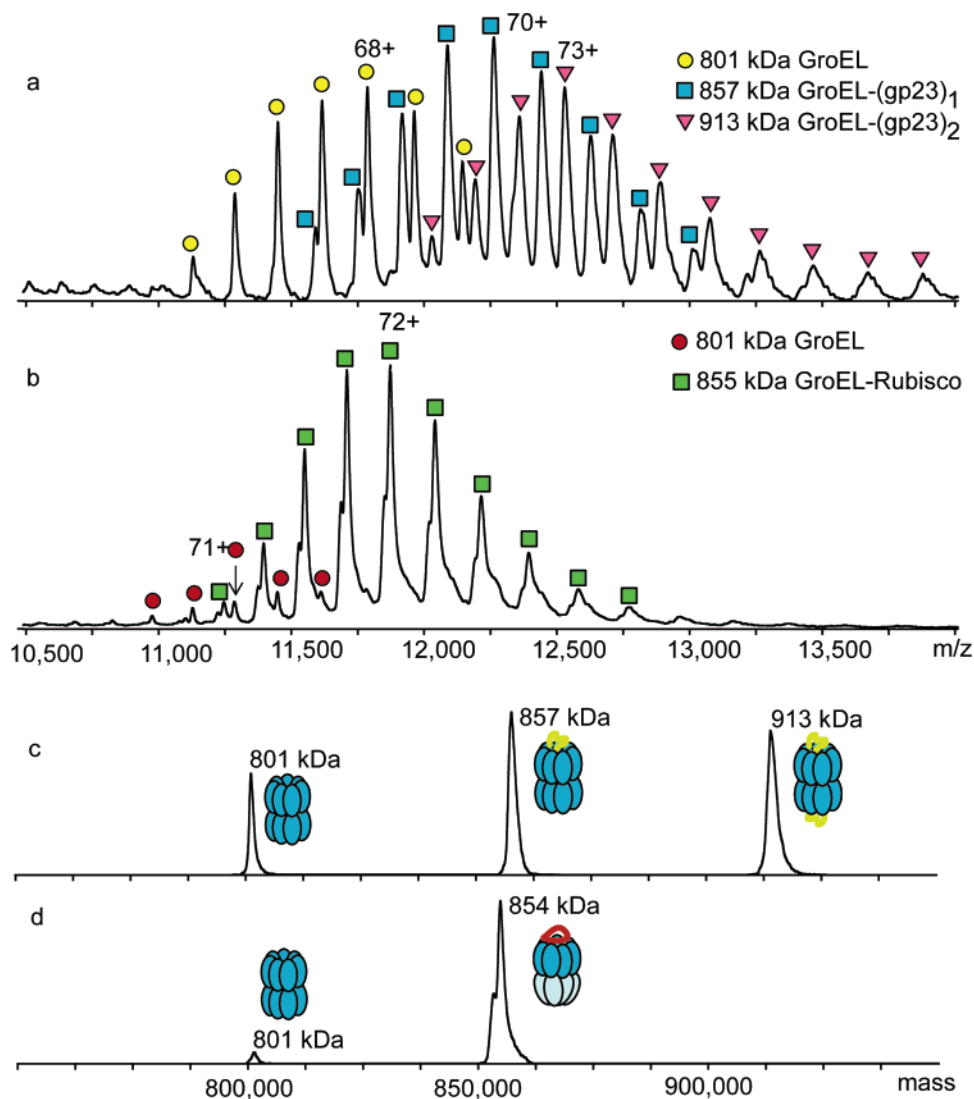 a
68+
70+
73+
801 kDa GroEL
857 kDa GroEL-(gp23)1
913 kDa GroEL-(gp23)2
b
72+
71+
801 kDa GroEL
855 kDa GroEL-Rubisco
10,500 11,000 11,500 12,000 12,500 13,000 13,500 m/z
c
801 kDa
857 kDa
913 kDa
d
801 kDa
854 kDa
800,000 850,000 900,000 mass